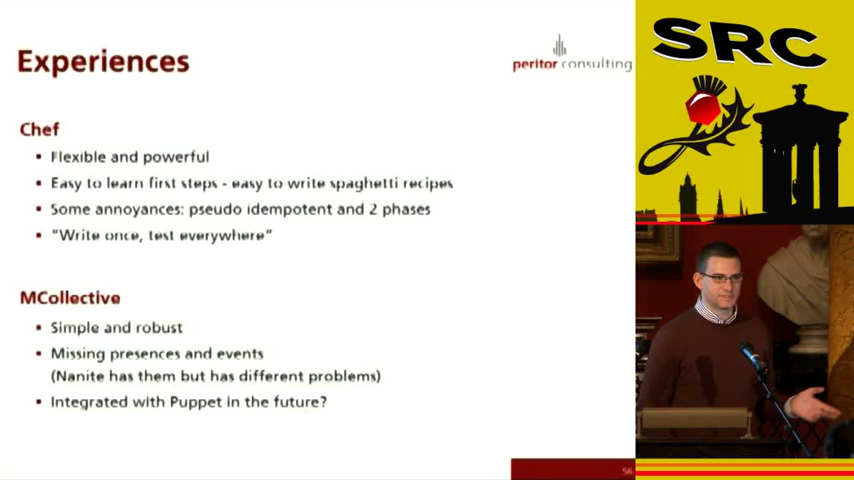 Experiences
peritor consulting
Chef
Flexible and powerful
Easy to learn first steps - easy to write spaghetti recipes
Some annoyances: pseudo idempotent and 2 phases
"Write once, test everywhere"
MCollective
Simple and robust
Missing presences and events
(Nanite has them but has different problems)
Integrated with Puppet in the future?
56
SRC